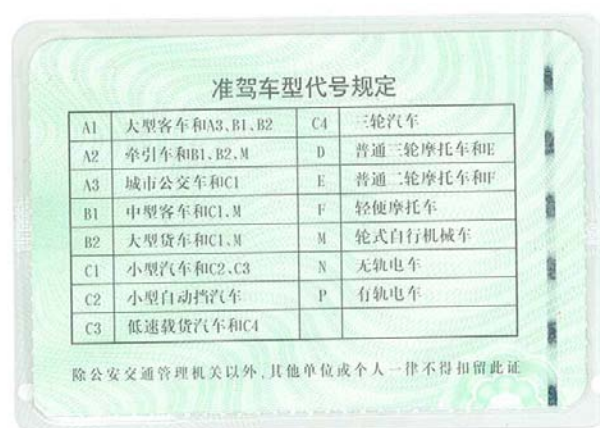 准驾车型代号规定
A1 大型客车和A3、B1、B2 C4 三轮汽车
A2 牵引车和B1、B2、M D 普通三轮摩托车和E
A3 城市公交车和C1 E 普通二轮摩托车和F
B1 中型客车和C1、M F 轻便摩托车
B2 大型货车和C1、M M 轮式自行机械车
C1 小型汽车和C2、C3 N 无轨电车
C2 小型自动挡汽车 P 有轨电车
C3 低速载货汽车和C4
除公安交通管理机关以外，其他单位或个人一律不得扣留此证